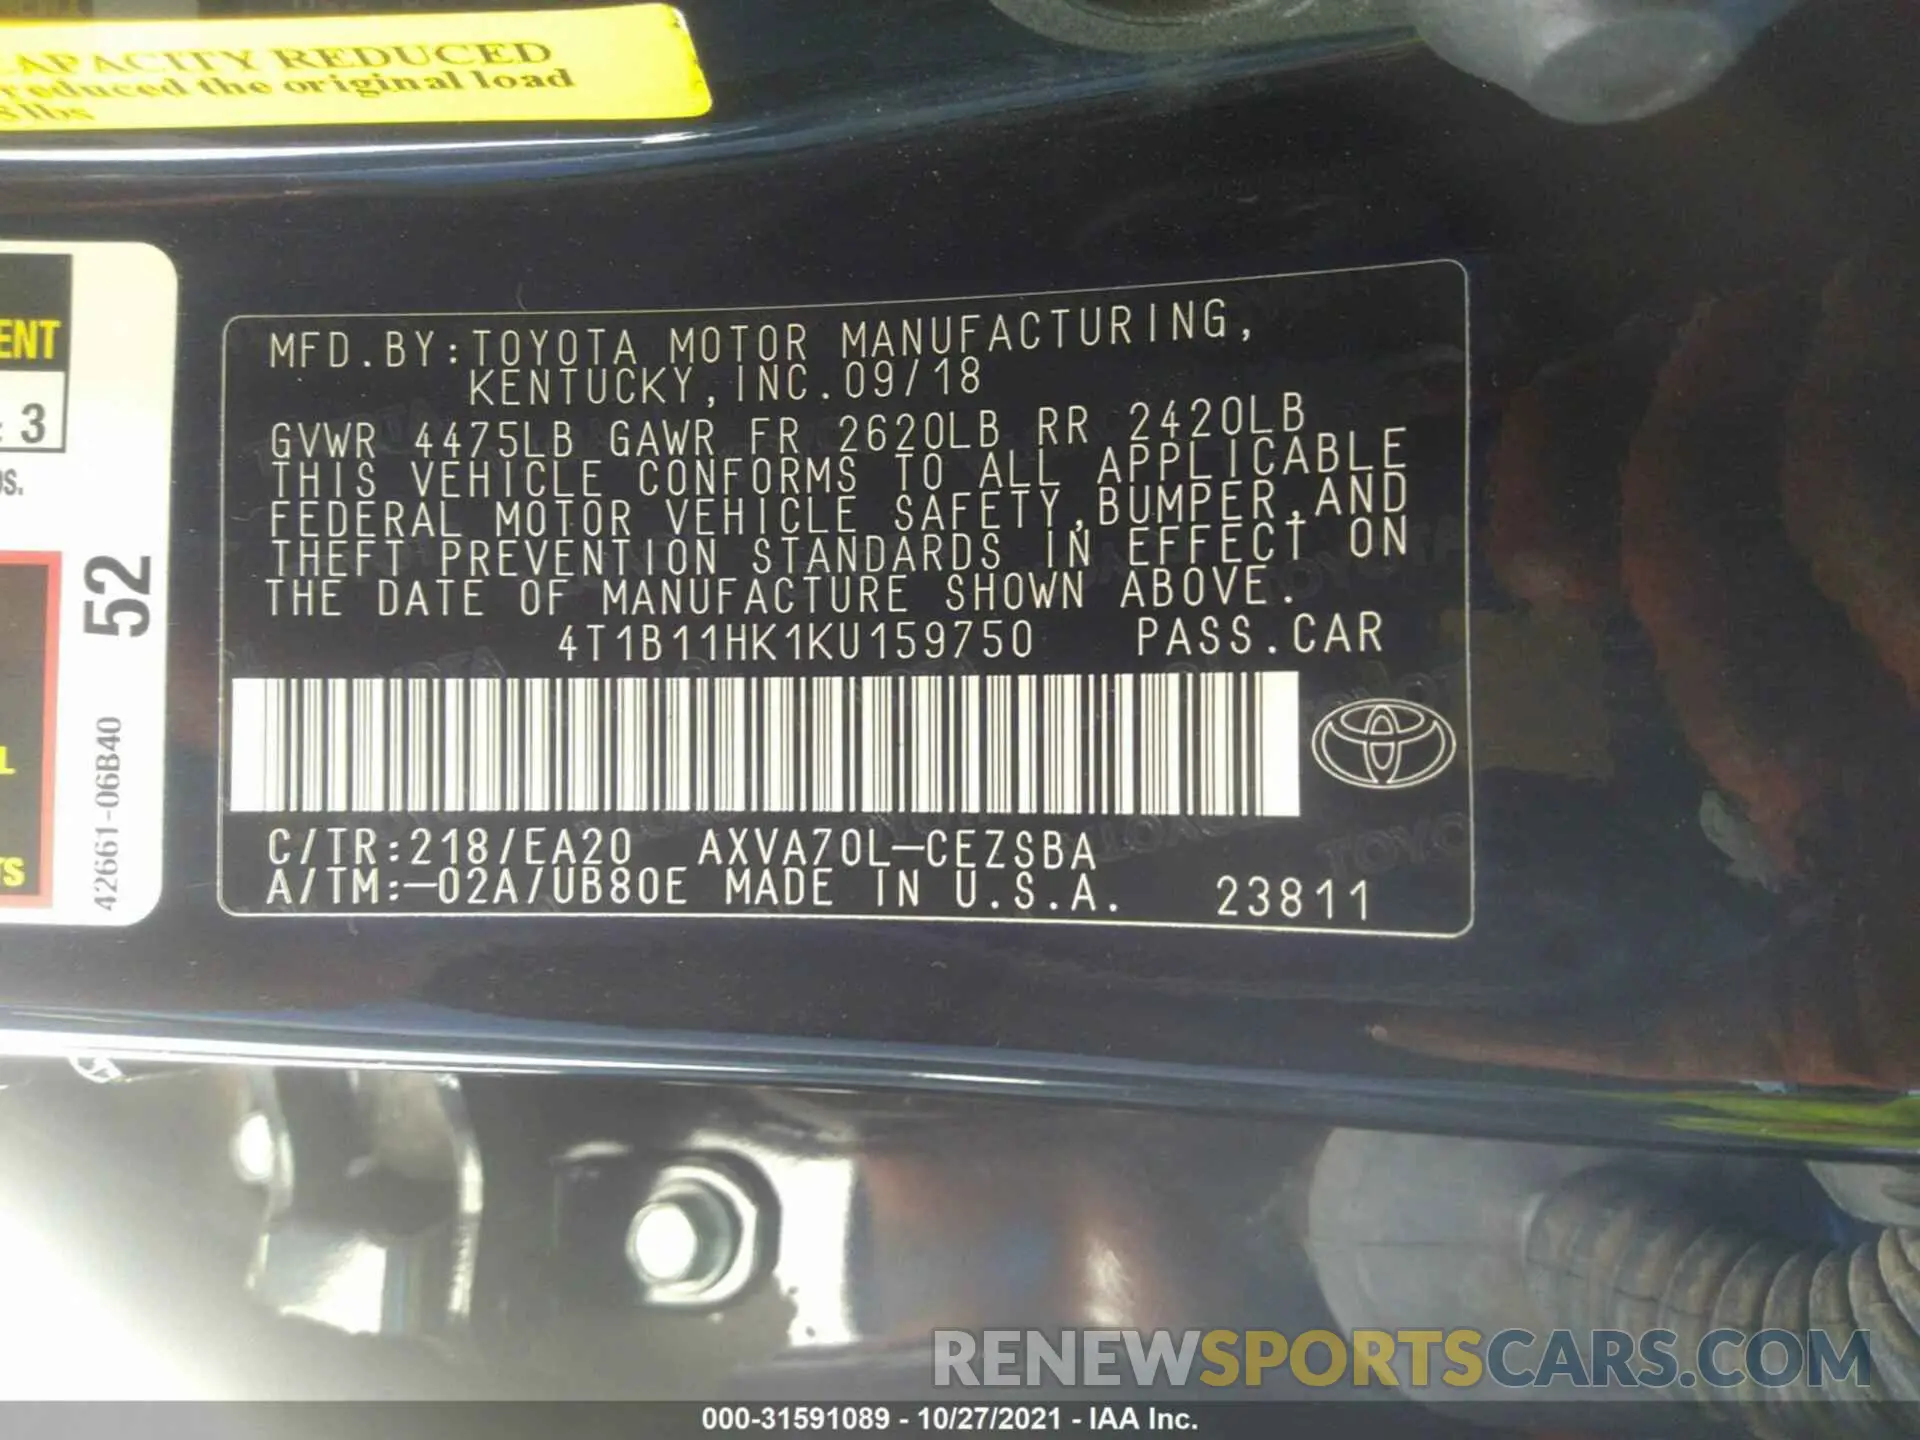 CAPACITY REDUCED
reduced the original load
lbs
ENT
3
52
42661-06B40
MFD.BY:TOYOTA MOTOR MANUFACTURING,
KENTUCKY,INC.09/18
GVWR 4475LB GAWR FR 2620LB RR 2420LB
THIS VEHICLE CONFORMS TO ALL APPLICABLE
FEDERAL MOTOR VEHICLE SAFETY,BUMPER,AND
THEFT PREVENTION STANDARDS IN EFFECT ON
THE DATE OF MANUFACTURE SHOWN ABOVE.
4T1B11HK1KU159750 PASS.CAR
C/TR:218/EA20 AXVA70L-CEZSBA
A/TM:-02A/UB80E MADE IN U.S.A. 23811
RENEWSPORTSCARS.COM
000-31591089 - 10/27/2021 - IAA Inc.